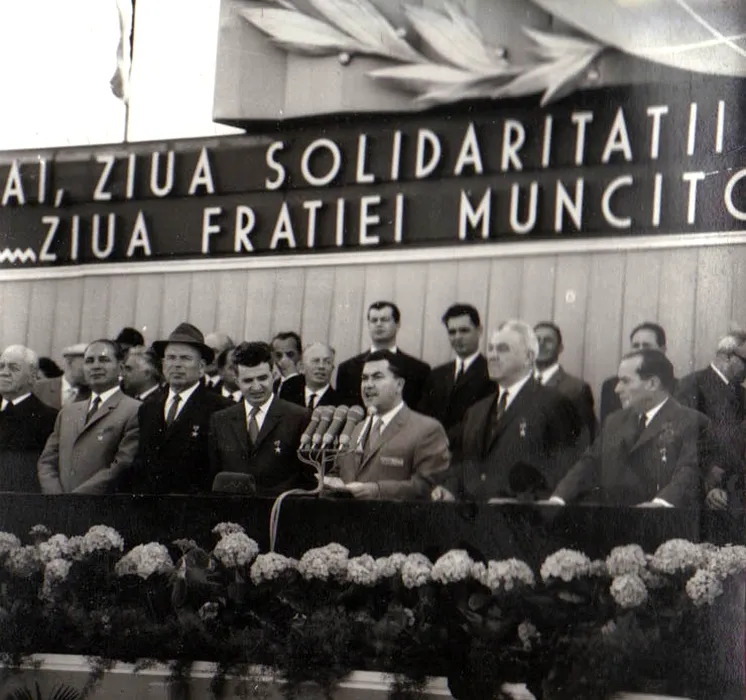 AI, ZIUA SOLIDARITATII
ZIUA FRATIEI MUNCITO